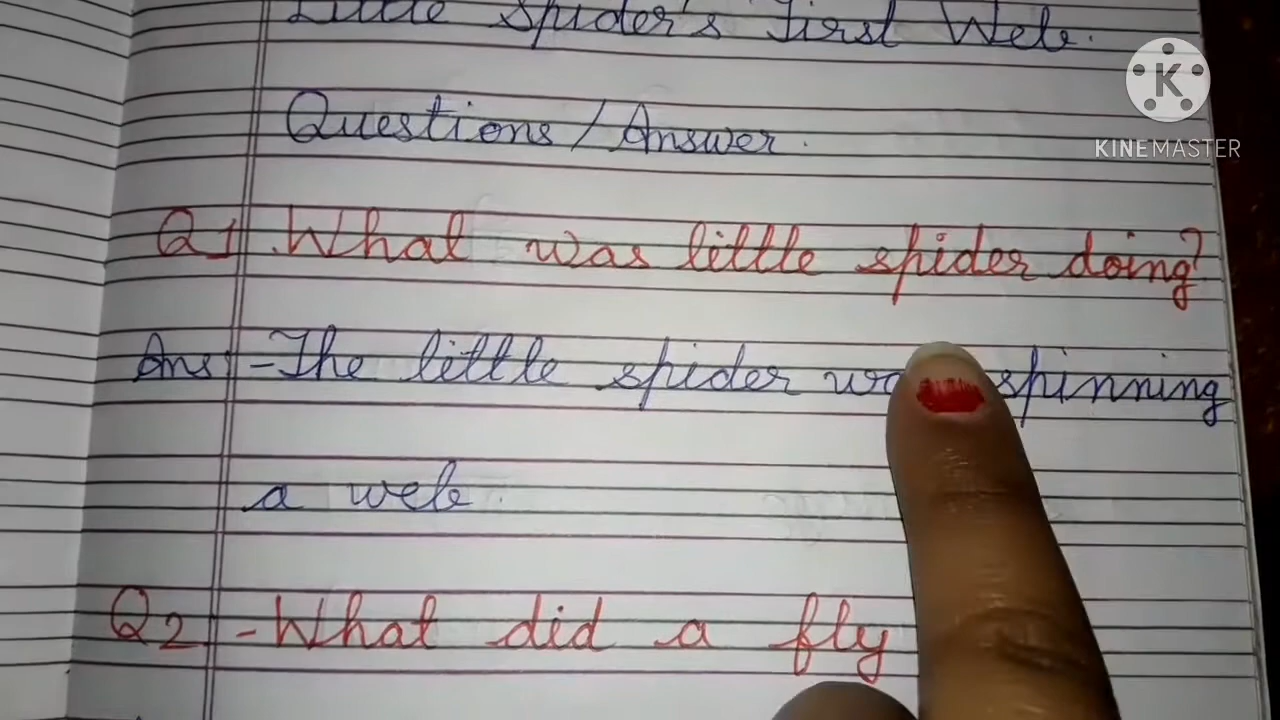 Little Spider's First Web.
Questions/Answer.
Q1. What was little spider doing?
Ans - The little spider spinning
a web.
Q2 - What did a fly
K
KINEMASTER